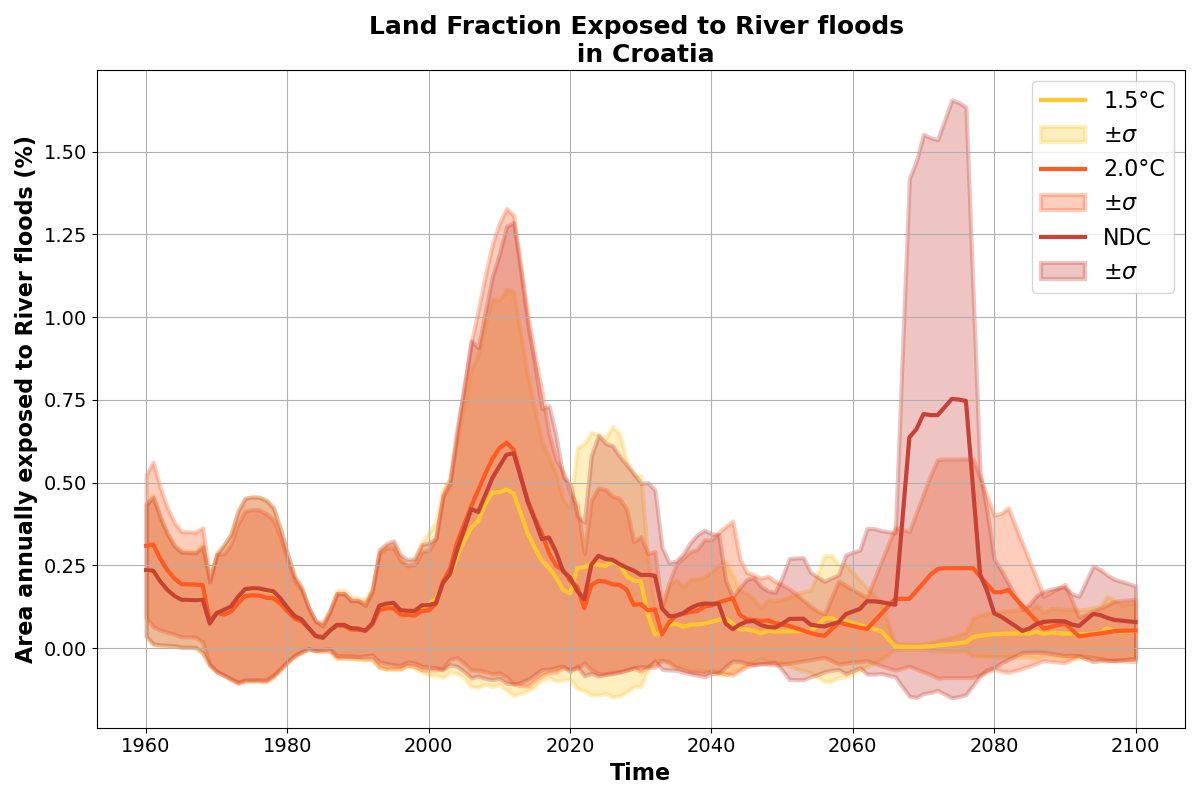 Land Fraction Exposed to River floods
in Croatia
Area annually exposed to River floods (%)
1.50
1.25
1.00
0.75
0.50
0.25
0.00
1.5°C
±σ
2.0°C
±σ
NDC
±σ
1960
1980
2000
2020
2040
2060
2080
2100
Time